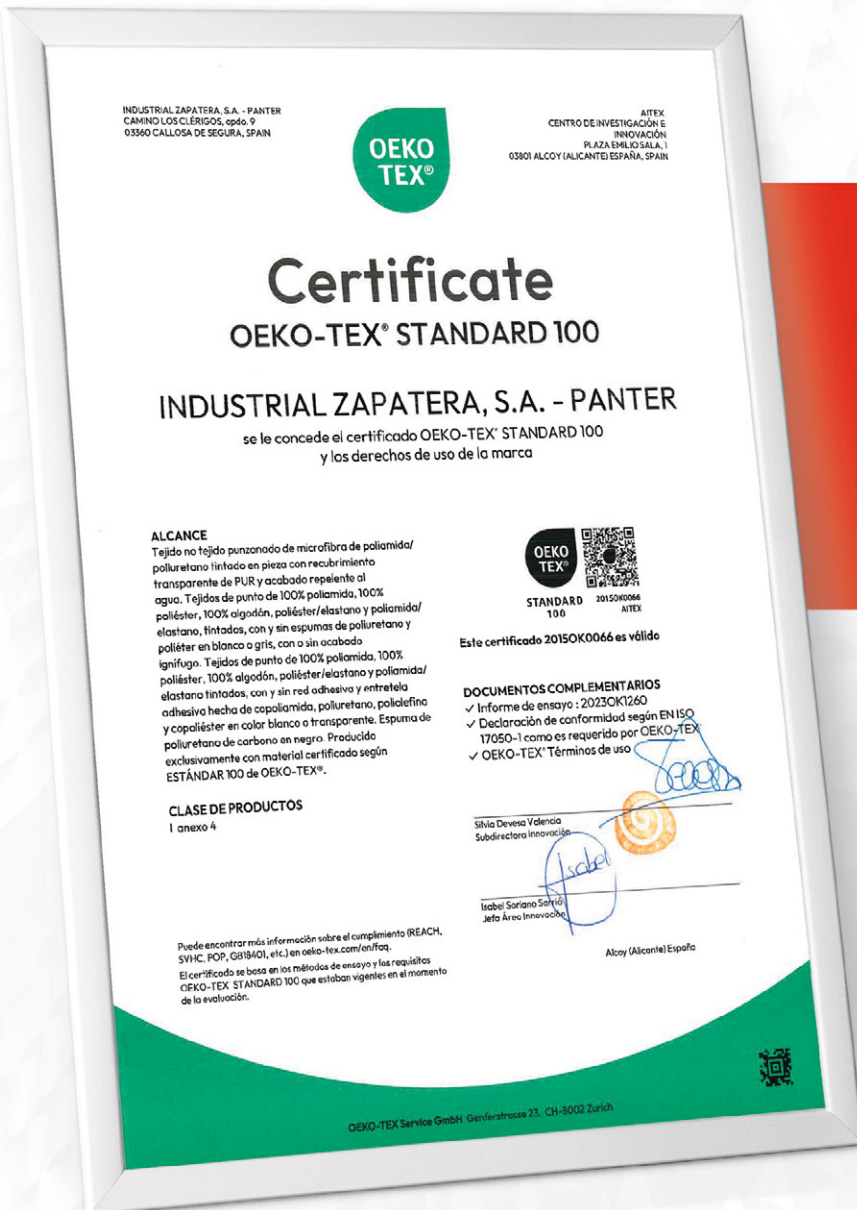 INDUSTRIAL ZAPATERA, S.A. - PANTER
CAMINO LOS CLÉRIGOS, apdo. 9
03360 CALLOSA DE SEGURA, SPAIN
OEKO
TEX®
AITEX
CENTRO DE INVESTIGACIÓN E
INNOVACIÓN
PLAZA EMILIO SALA, 1
03801 ALCOY (ALICANTE) ESPAÑA, SPAIN
Certificate
OEKO-TEX® STANDARD 100
INDUSTRIAL ZAPATERA, S.A. - PANTER
se le concede el certificado OEKO-TEX® STANDARD 100
y los derechos de uso de la marca
ALCANCE
Tejido no tejido punzonado de microfibra de poliamida/
poliuretano tintado en pieza con recubrimiento
transparente de PUR y acabado repelente al
agua. Tejidos de punto de 100% poliamida, 100%
poliéster, 100% algodón, poliéster/elastano y poliamida/
elastano, tintados, con y sin espumas de poliuretano y
poliéter en blanco o gris, con o sin acabado
ignífugo. Tejidos de punto de 100% poliamida, 100%
poliéster, 100% algodón, poliéster/elastano y poliamida/
elastano tintados, con y sin red adhesiva y entretela
adhesiva hecha de copoliamida, poliuretano, poliolefina
y copoliéster en color blanco o transparente. Espuma de
poliuretano de carbono en negro. Producido
exclusivamente con material certificado según
ESTÁNDAR 100 de OEKO-TEX®.
CLASE DE PRODUCTOS
I anexo 4
OEKO
TEX®
STANDARD
100
2015OK0066
AITEX
Este certificado 2015OK0066 es válido
DOCUMENTOS COMPLEMENTARIOS
✓ Informe de ensayo : 2023OK1260
✓ Declaración de conformidad según EN ISO
17050-1 como es requerido por OEKO-TEX®
✓ OEKO-TEX® Términos de uso
Silvia Devesa Valencia
Subdirectora Innovación
Isabel
Isabel Soriano Sarrió
Jefa Área Innovación
Alcoy (Alicante) España
Puede encontrar más información sobre el cumplimiento (REACH,
SVHC, POP, GB18401, etc.) en oeko-tex.com/en/faq.
El certificado se basa en los métodos de ensayo y los requisitos
OEKO-TEX STANDARD 100 que estaban vigentes en el momento
de la evaluación.
OEKO-TEX Service GmbH Genferstrasse 23, CH-8002 Zurich